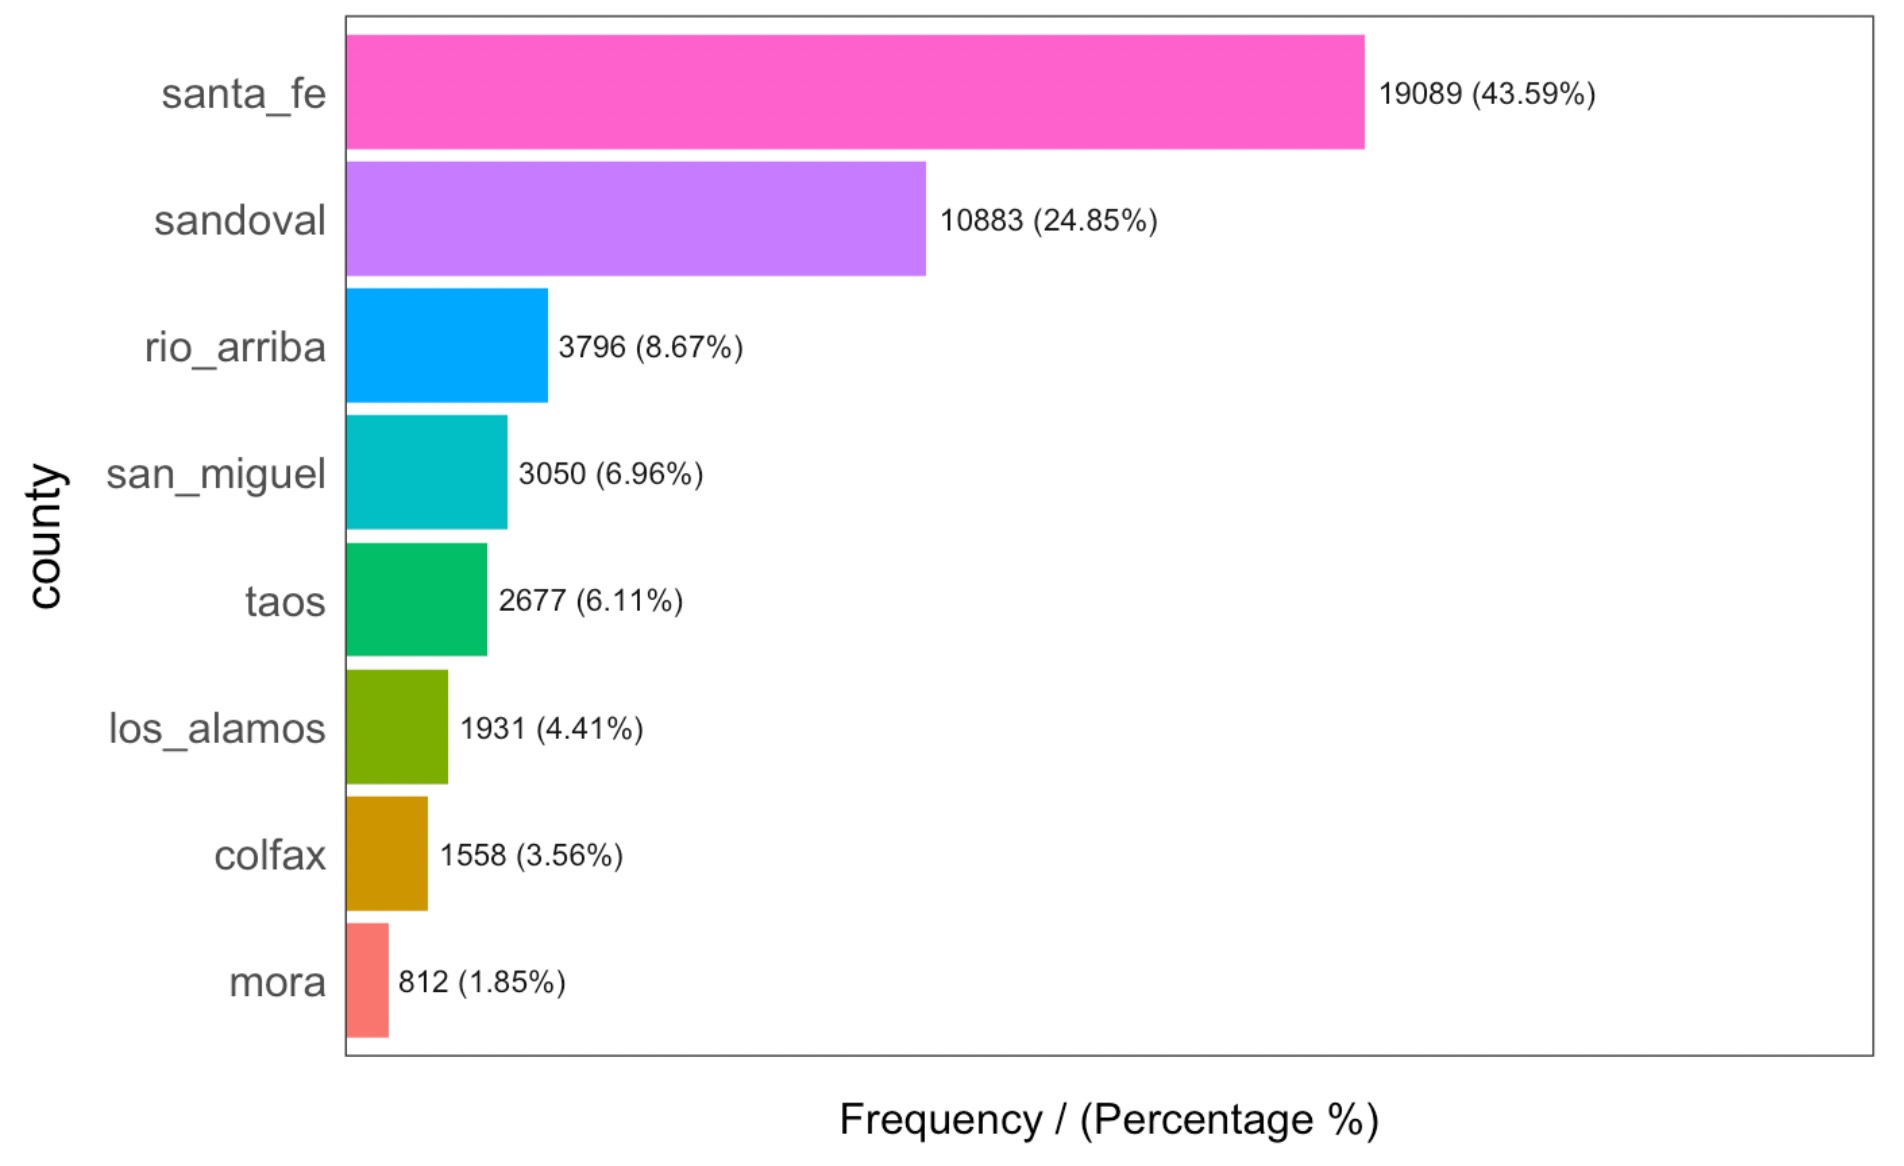 santa_fe 19089 (43.59%)
sandoval 10883 (24.85%)
rio_arriba 3796 (8.67%)
san_miguel 3050 (6.96%)
taos 2677 (6.11%)
los_alamos 1931 (4.41%)
colfax 1558 (3.56%)
mora 812 (1.85%)
county
Frequency / (Percentage %)